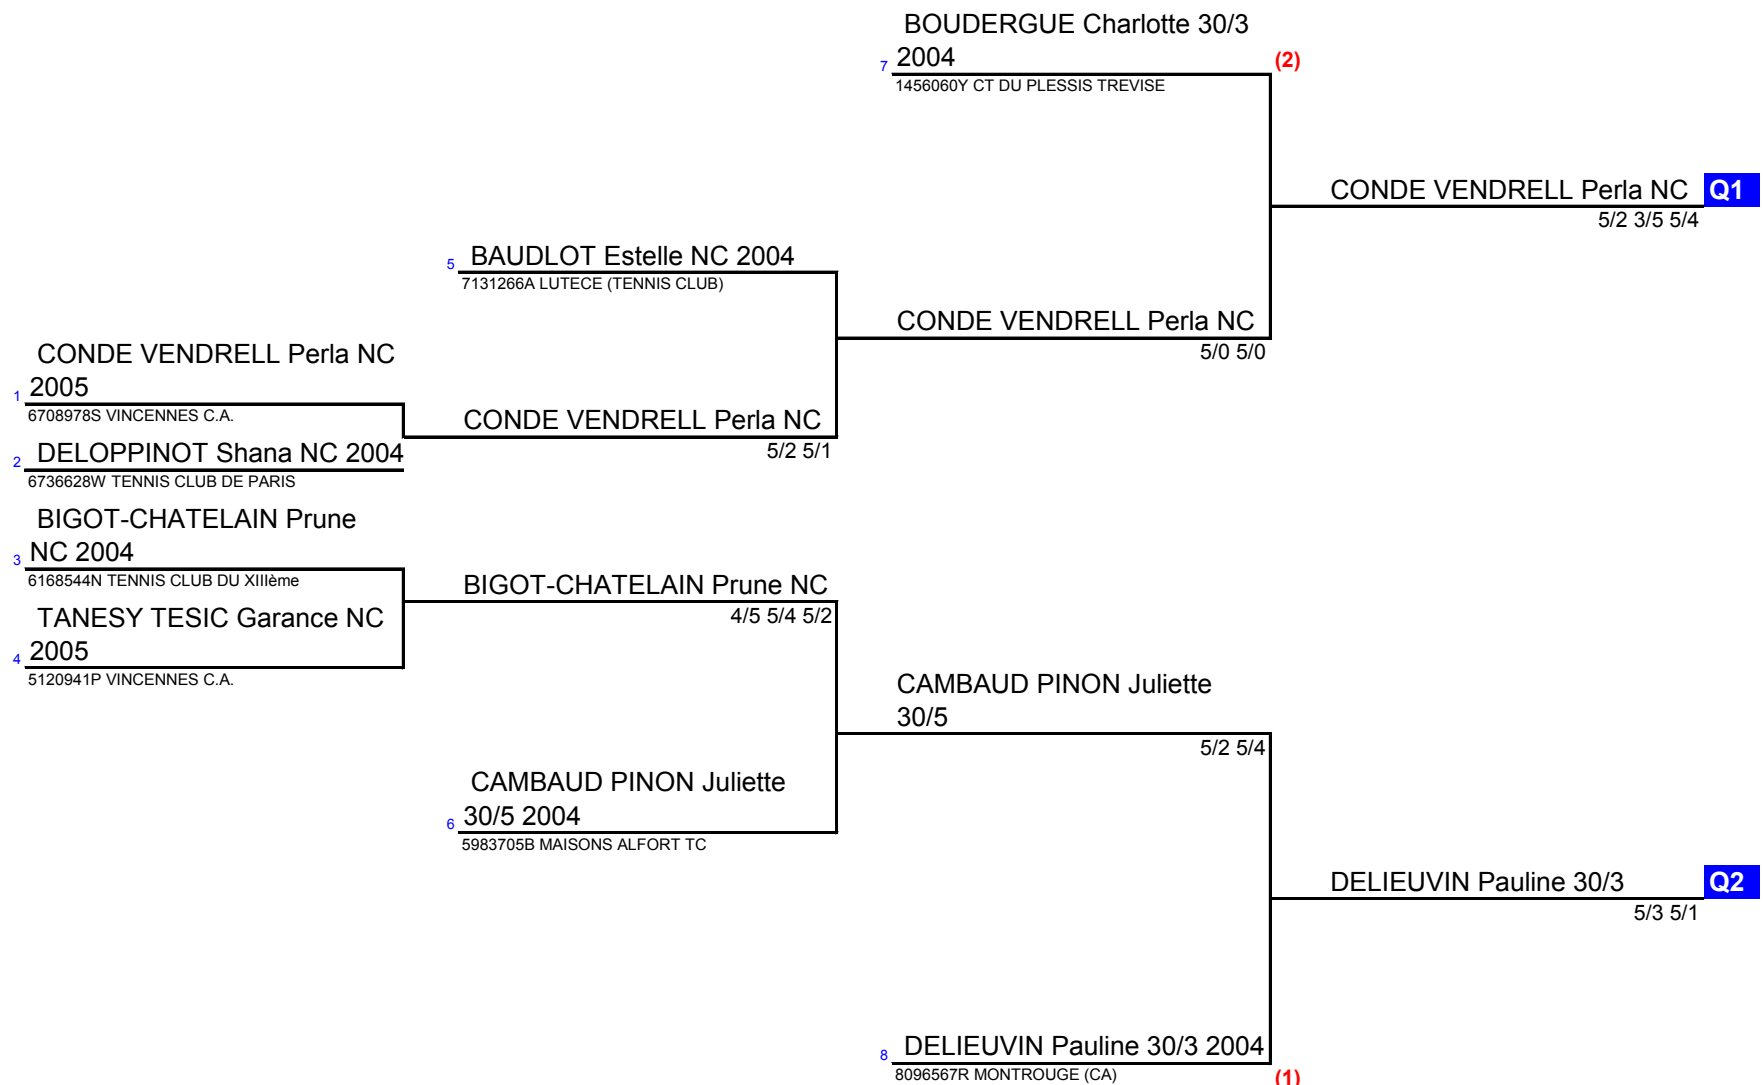 BOUDERGUE Charlotte 30/3
7 2004
(2)
1456060Y CT DU PLESSIS TREVISE
CONDE VENDRELL Perla NC Q1
5/2 3/5 5/4
5 BAUDLOT Estelle NC 2004
7131266A LUTECE (TENNIS CLUB)
CONDE VENDRELL Perla NC
5/0 5/0
CONDE VENDRELL Perla NC
1 2005
6708978S VINCENNES C.A.
CONDE VENDRELL Perla NC
5/2 5/1
2 DELOPPINOT Shana NC 2004
6736628W TENNIS CLUB DE PARIS
BIGOT-CHATELAIN Prune
3 NC 2004
6168544N TENNIS CLUB DU XIIIème
BIGOT-CHATELAIN Prune NC
4/5 5/4 5/2
TANESY TESIC Garance NC
4 2005
5120941P VINCENNES C.A.
CAMBAUD PINON Juliette
30/5
5/2 5/4
CAMBAUD PINON Juliette
6 30/5 2004
5983705B MAISONS ALFORT TC
DELIEUVIN Pauline 30/3 Q2
5/3 5/1
8 DELIEUVIN Pauline 30/3 2004
8096567R MONTROUGE (CA)
(1)